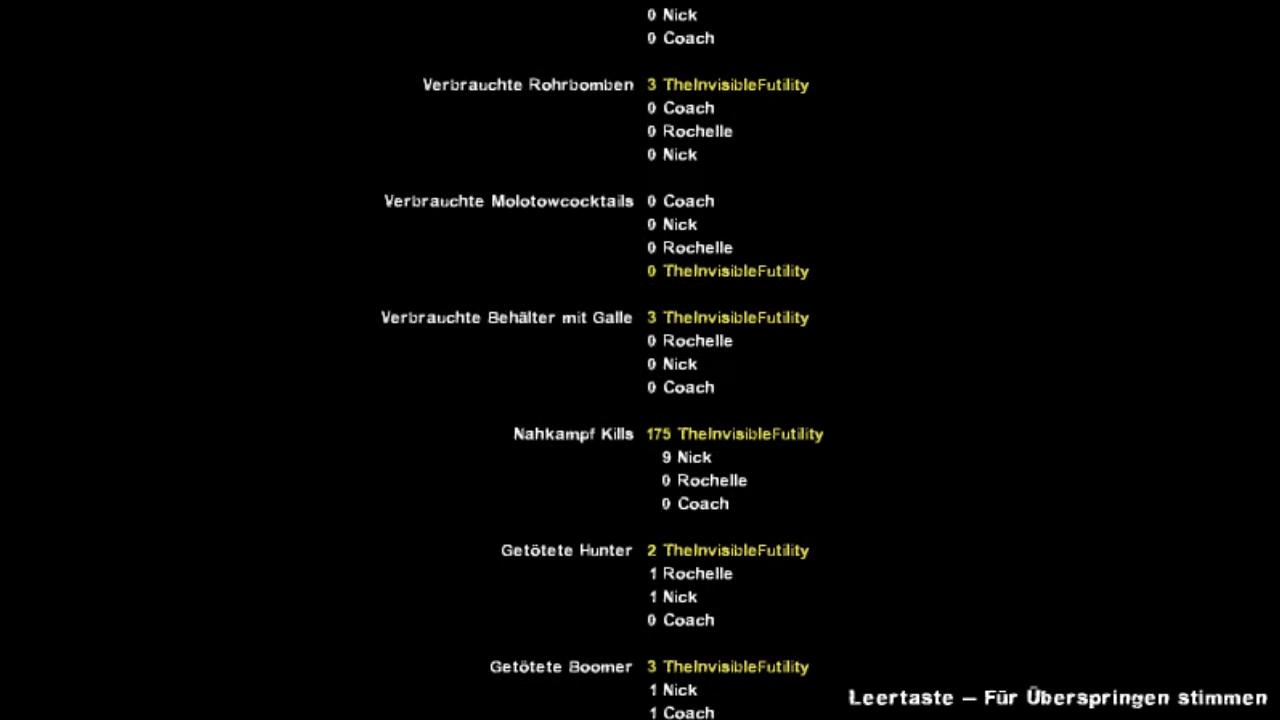 0 Nick
0 Coach
Verbrauchte Rohrbomben 3 TheInvisibleFutility
0 Coach
0 Rochelle
0 Nick
Verbrauchte Molotowcocktails 0 Coach
0 Nick
0 Rochelle
0 TheInvisibleFutility
Verbrauchte Behälter mit Galle 3 TheInvisibleFutility
0 Rochelle
0 Nick
0 Coach
Nahkampf Kills 175 TheInvisibleFutility
9 Nick
0 Rochelle
0 Coach
Getötete Hunter 2 TheInvisibleFutility
1 Rochelle
1 Nick
0 Coach
Getötete Boomer 3 TheInvisibleFutility
1 Nick
1 Coach
Leertaste – Für Überspringen stimmen